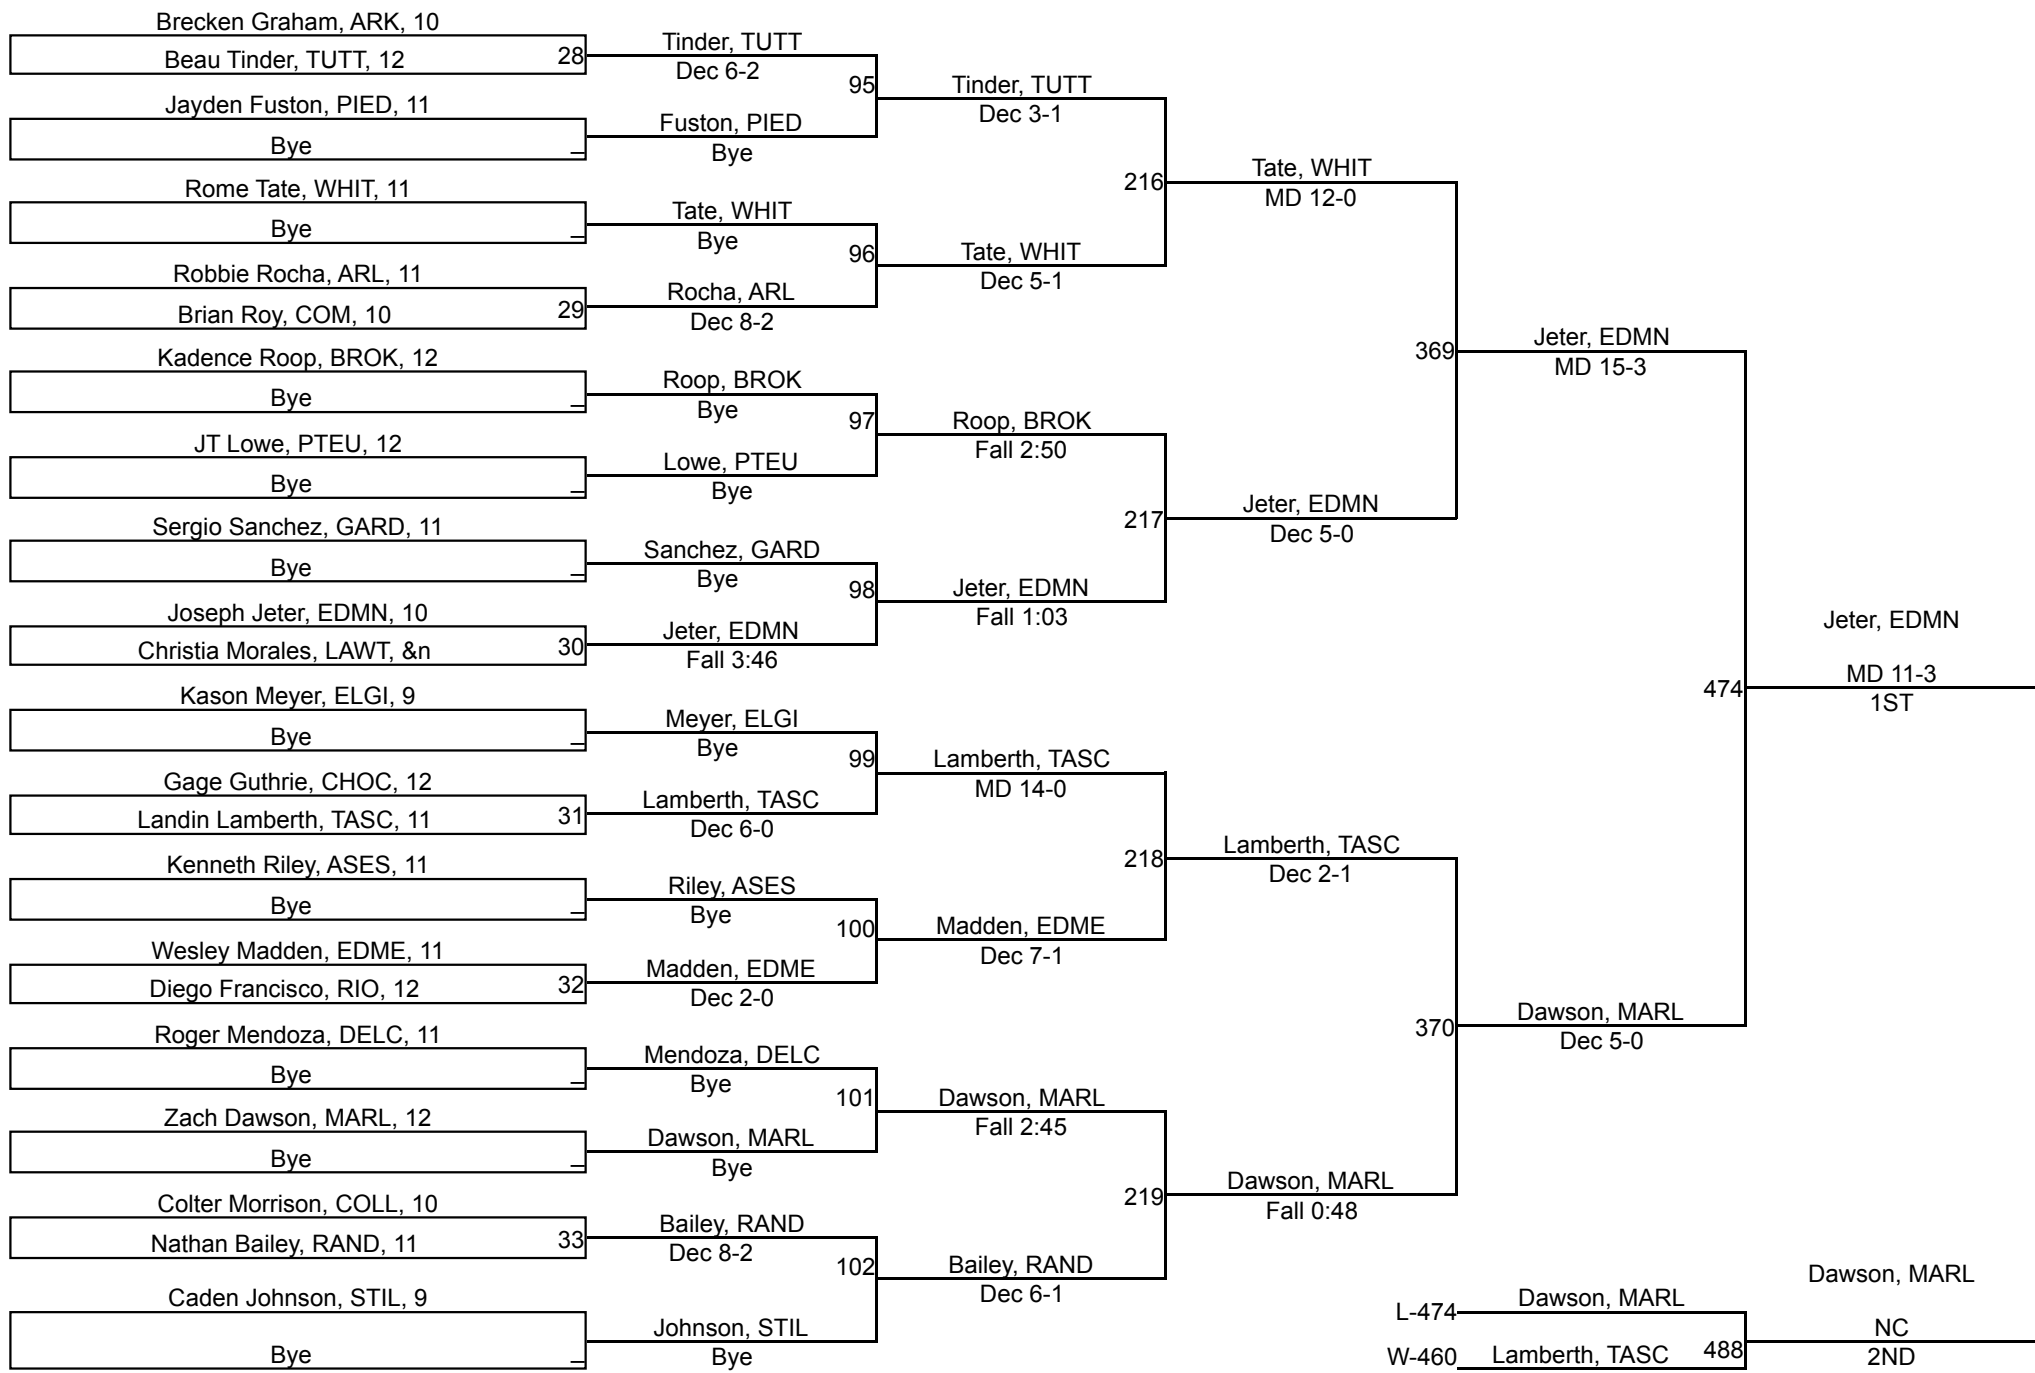 Brecken Graham, ARK, 10
Beau Tinder, TUTT, 12
28
Jayden Fuston, PIED, 11
Bye
_
Rome Tate, WHIT, 11
Bye
_
Robbie Rocha, ARL, 11
Brian Roy, COM, 10
29
Kadence Roop, BROK, 12
Bye
_
JT Lowe, PTEU, 12
Bye
_
Sergio Sanchez, GARD, 11
Bye
_
Joseph Jeter, EDMN, 10
Christia Morales, LAWT, &n
30
Kason Meyer, ELGI, 9
Bye
_
Gage Guthrie, CHOC, 12
Landin Lamberth, TASC, 11
31
Kenneth Riley, ASES, 11
Bye
_
Wesley Madden, EDME, 11
Diego Francisco, RIO, 12
32
Roger Mendoza, DELC, 11
Bye
_
Zach Dawson, MARL, 12
Bye
_
Colter Morrison, COLL, 10
Nathan Bailey, RAND, 11
33
Caden Johnson, STIL, 9
Bye
_
Tinder, TUTT
Dec 6-2
95
Fuston, PIED
Bye
Tate, WHIT
Bye
96
Rocha, ARL
Dec 8-2
Roop, BROK
Bye
97
Lowe, PTEU
Bye
Sanchez, GARD
Bye
98
Jeter, EDMN
Fall 3:46
Meyer, ELGI
Bye
99
Lamberth, TASC
Dec 6-0
Riley, ASES
Bye
100
Madden, EDME
Dec 2-0
Mendoza, DELC
Bye
101
Dawson, MARL
Bye
Bailey, RAND
Dec 8-2
102
Johnson, STIL
Bye
Tinder, TUTT
Dec 3-1
216
Tate, WHIT
Dec 5-1
Roop, BROK
Fall 2:50
217
Jeter, EDMN
Fall 1:03
Lamberth, TASC
MD 14-0
218
Madden, EDME
Dec 7-1
Dawson, MARL
Fall 2:45
219
Bailey, RAND
Dec 6-1
Tate, WHIT
MD 12-0
369
Jeter, EDMN
Dec 5-0
Lamberth, TASC
Dec 2-1
370
Dawson, MARL
Fall 0:48
Jeter, EDMN
MD 15-3
474
Dawson, MARL
Dec 5-0
Jeter, EDMN
MD 11-3
1ST
L-474
Dawson, MARL
W-460
Lamberth, TASC
488
Dawson, MARL
NC
2ND